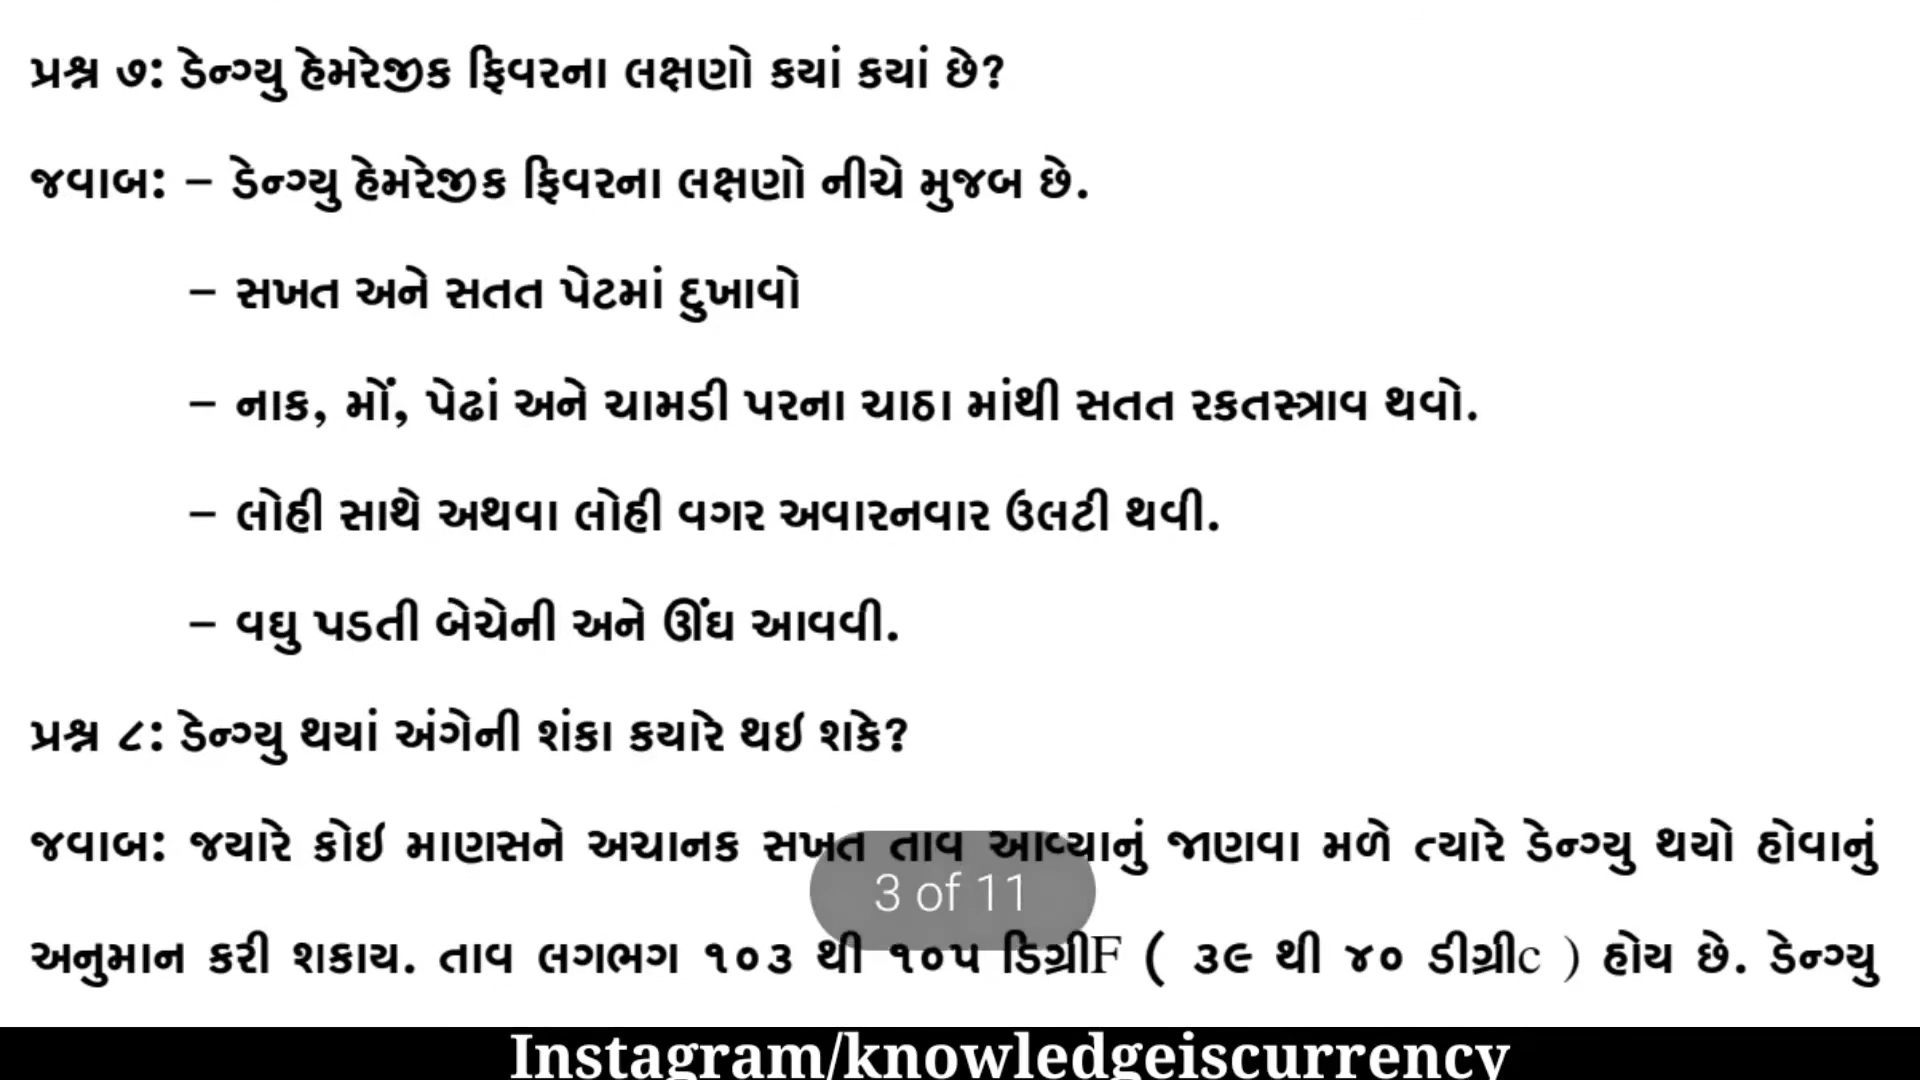 પ્રશ્ન ૭: ડેન્ગ્યુ હેમરેજીક ફિવરના લક્ષણો કયાં કયાં છે?
જવાબ: – ડેન્ગ્યુ હેમરેજીક ફિવરના લક્ષણો નીચે મુજબ છે.
– સખત અને સતત પેટમાં દુખાવો
– નાક, મોં, પેઢાં અને ચામડી પરના ચાઠા માંથી સતત રકતસ્ત્રાવ થવો.
– લોહી સાથે અથવા લોહી વગર અવારનવાર ઉલટી થવી.
– વઘુ પડતી બેચેની અને ઊંઘ આવવી.
પ્રશ્ન ૮: ડેન્ગ્યુ થયાં અંગેની શંકા કયારે થઇ શકે?
જવાબ: જયારે કોઇ માણસને અચાનક સખત તાવ આવ્યાનું જાણવા મળે ત્યારે ડેન્ગ્યુ થયો હોવાનું
3 of 11
અનુમાન કરી શકાય. તાવ લગભગ ૧૦૩ થી ૧૦૫ ડિગ્રીF ( ૩૯ થી ૪૦ ડીગ્રીc ) હોય છે. ડેન્ગ્યુ
Instagram/knowledgeiscurrency